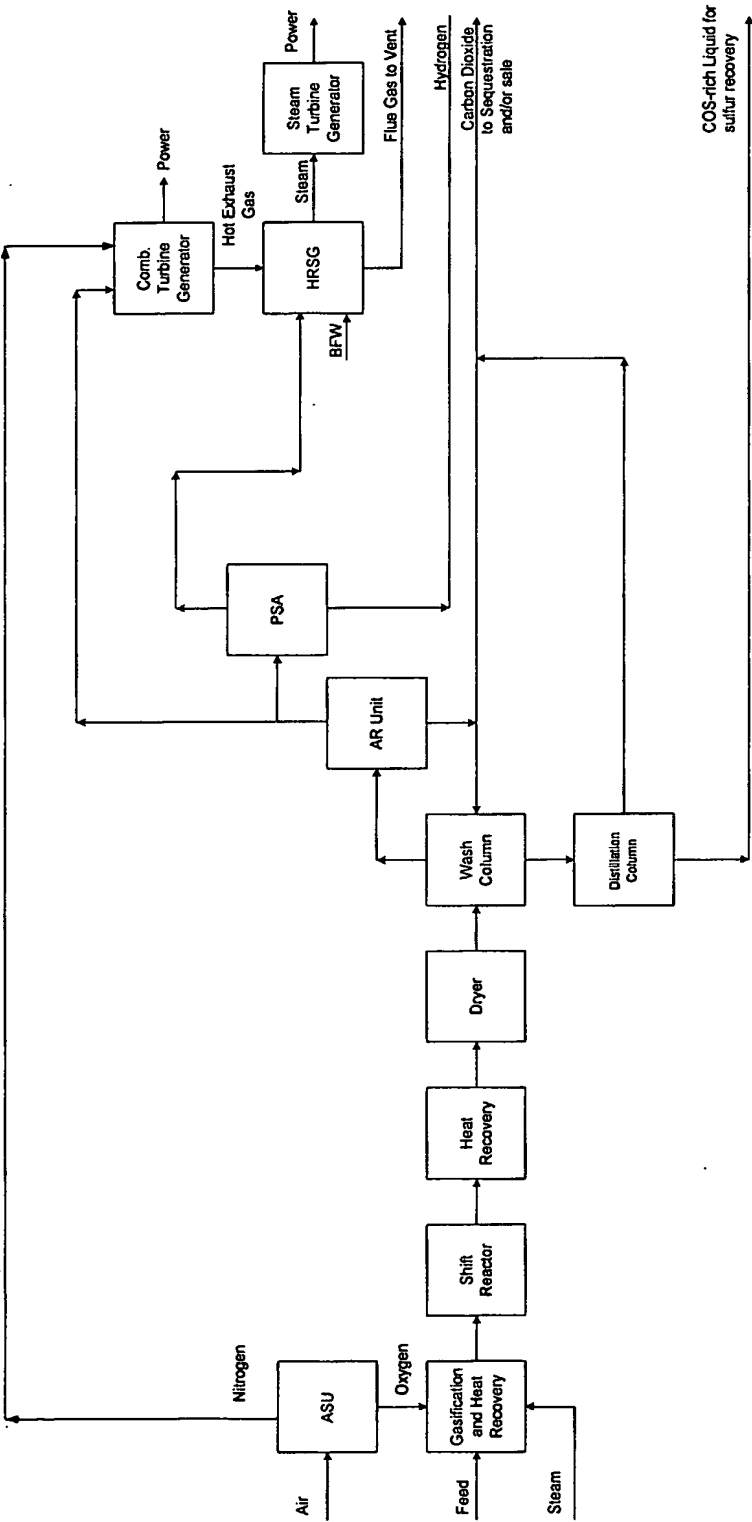 Air
Feed
Steam
ASU
Nitrogen
Oxygen
Gasification
and Heat
Recovery
Shift
Reactor
Heat
Recovery
Dryer
Wash
Column
Distillation
Column
AR Unit
PSA
Comb.
Turbine
Generator
Power
Hot Exhaust
Gas
HRSG
BFW
Steam
Steam
Turbine
Generator
Power
Flue Gas to Vent
Hydrogen
Carbon Dioxide
to Sequestration
and/or sale
COS-rich Liquid for
sulfur recovery